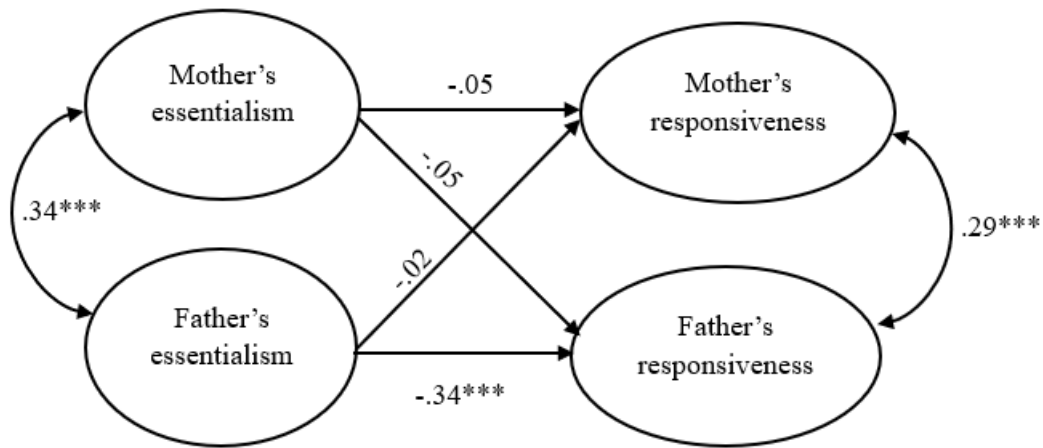 Mother’s
essentialism
-.05
Mother’s
responsiveness
-.05
.34***
.29***
-.02
Father’s
essentialism
Father’s
responsiveness
-.34***